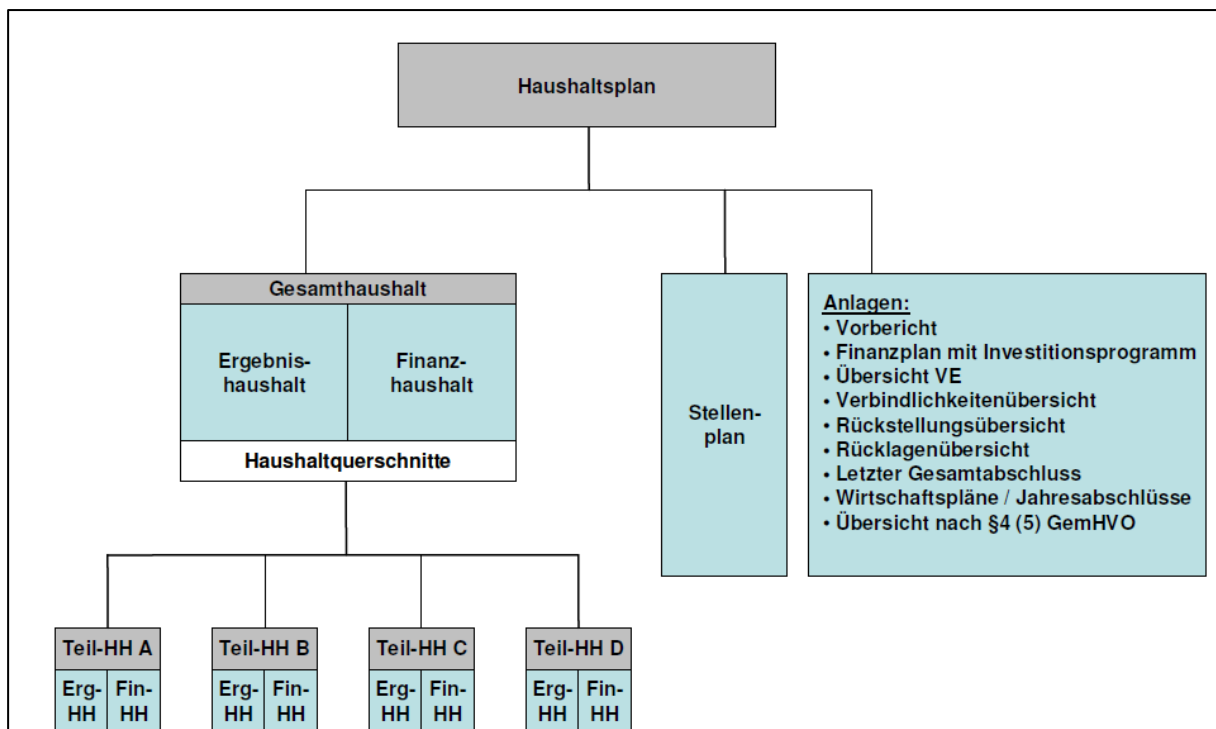 Haushaltsplan
Gesamthaushalt
Ergebnis-
haushalt
Finanz-
haushalt
Haushaltquerschnitte
Stellen-
plan
Anlagen:
• Vorbericht
• Finanzplan mit Investitionsprogramm
• Übersicht VE
• Verbindlichkeitenübersicht
• Rückstellungsübersicht
• Rücklagenübersicht
• Letzter Gesamtabschluss
• Wirtschaftspläne / Jahresabschlüsse
• Übersicht nach §4 (5) GemHVO
Teil-HH A
Erg-
HH
Fin-
HH
Teil-HH B
Erg-
HH
Fin-
HH
Teil-HH C
Erg-
HH
Fin-
HH
Teil-HH D
Erg-
HH
Fin-
HH